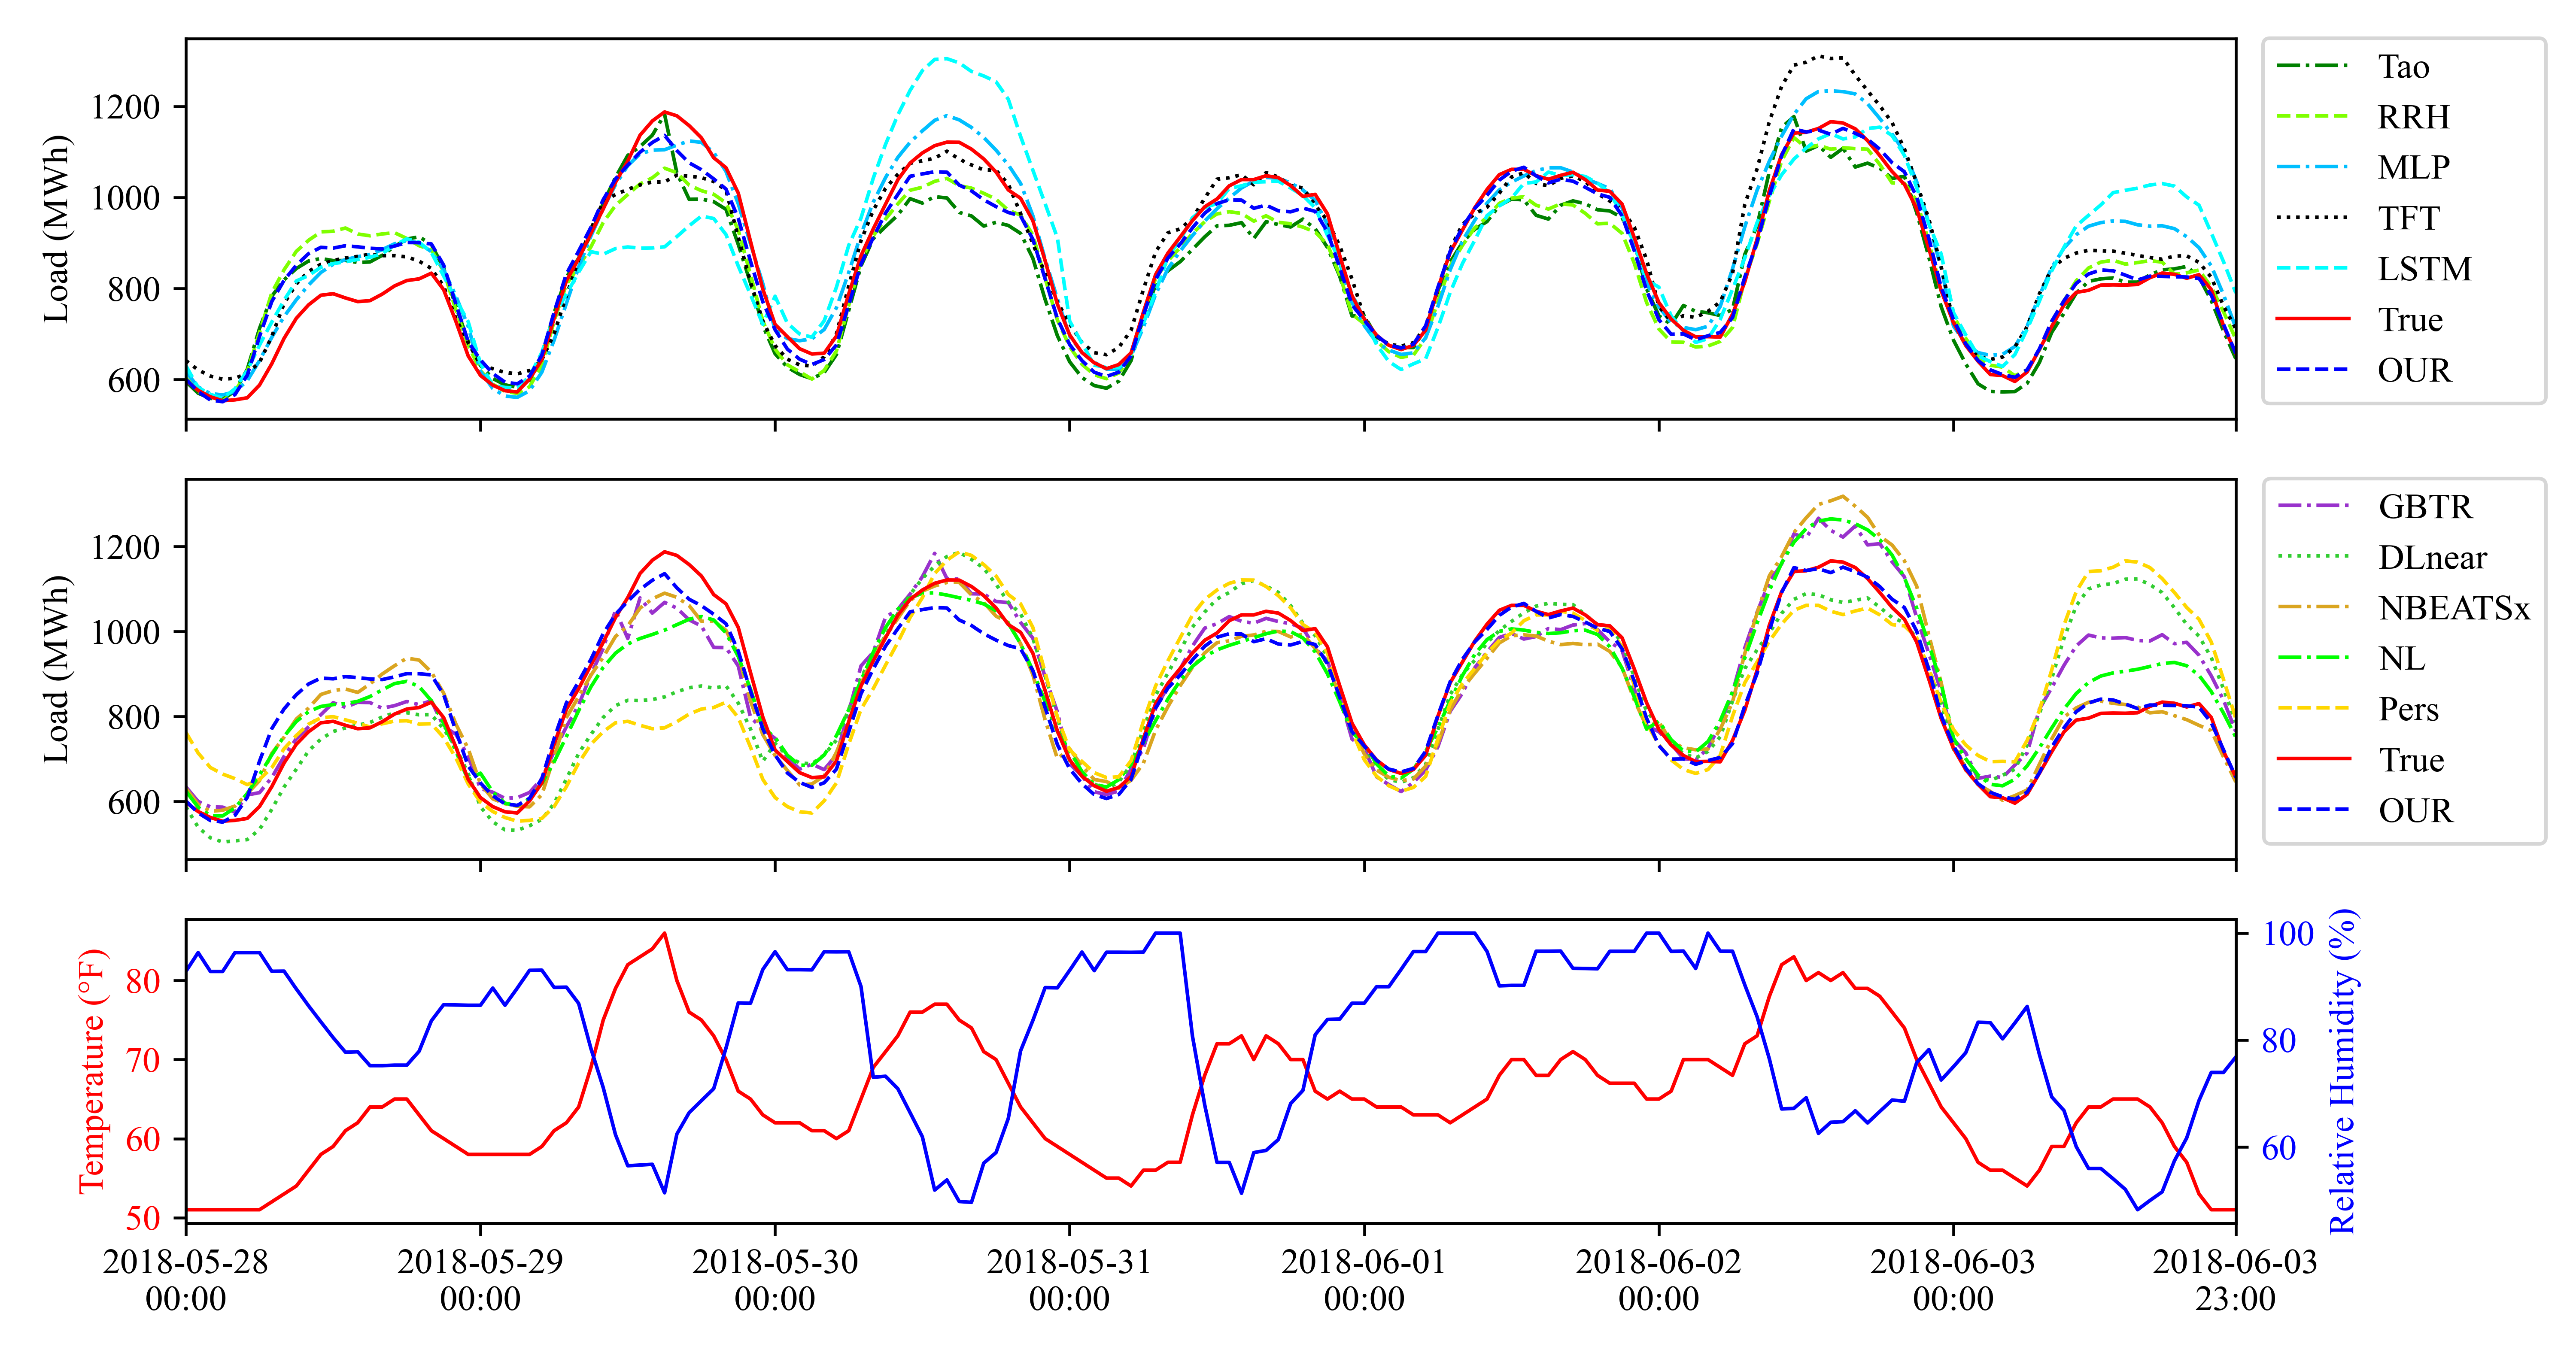 Load (MWh)
1200
1000
800
600
Tao
RRH
MLP
TFT
LSTM
True
OUR
Load (MWh)
1200
1000
800
600
GBTR
DLnear
NBEATSx
NL
Pers
True
OUR
Temperature (°F)
80
70
60
50
100
80
60
Relative Humidity (%)
2018-05-28
00:00
2018-05-29
00:00
2018-05-30
00:00
2018-05-31
00:00
2018-06-01
00:00
2018-06-02
00:00
2018-06-03
00:00
2018-06-03
23:00